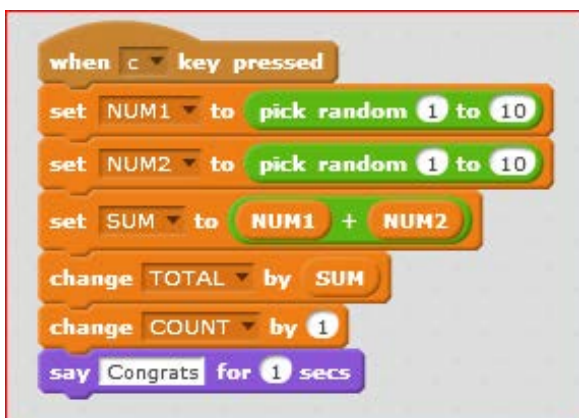 when c key pressed
set NUM1 to pick random 1 to 10
set NUM2 to pick random 1 to 10
set SUM to NUM1 + NUM2
change TOTAL by SUM
change COUNT by 1
say Congrats for 1 secs